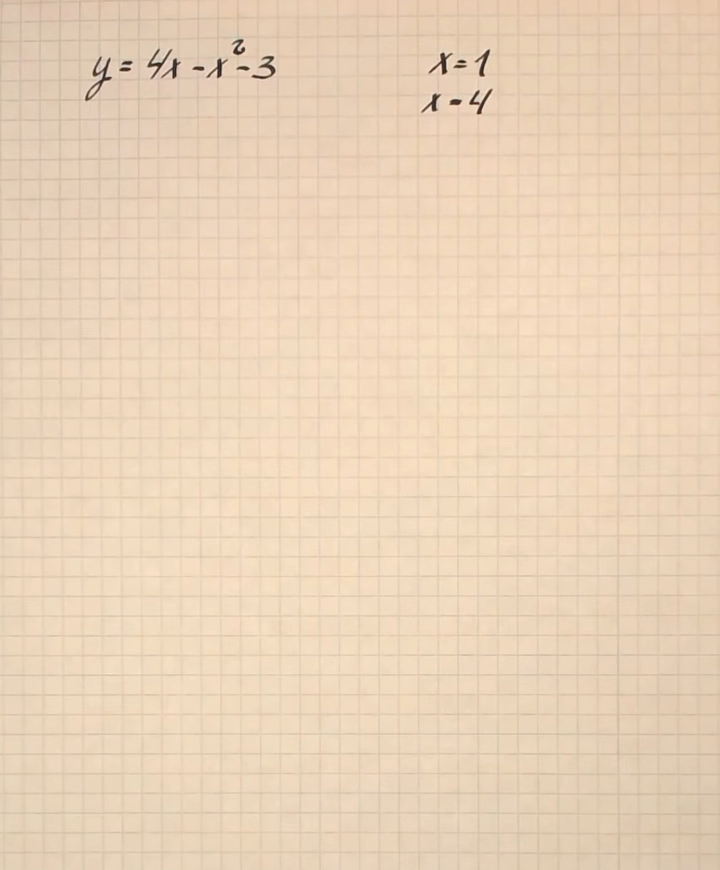 y = 4x - x² - 3
x = 1
x - 4